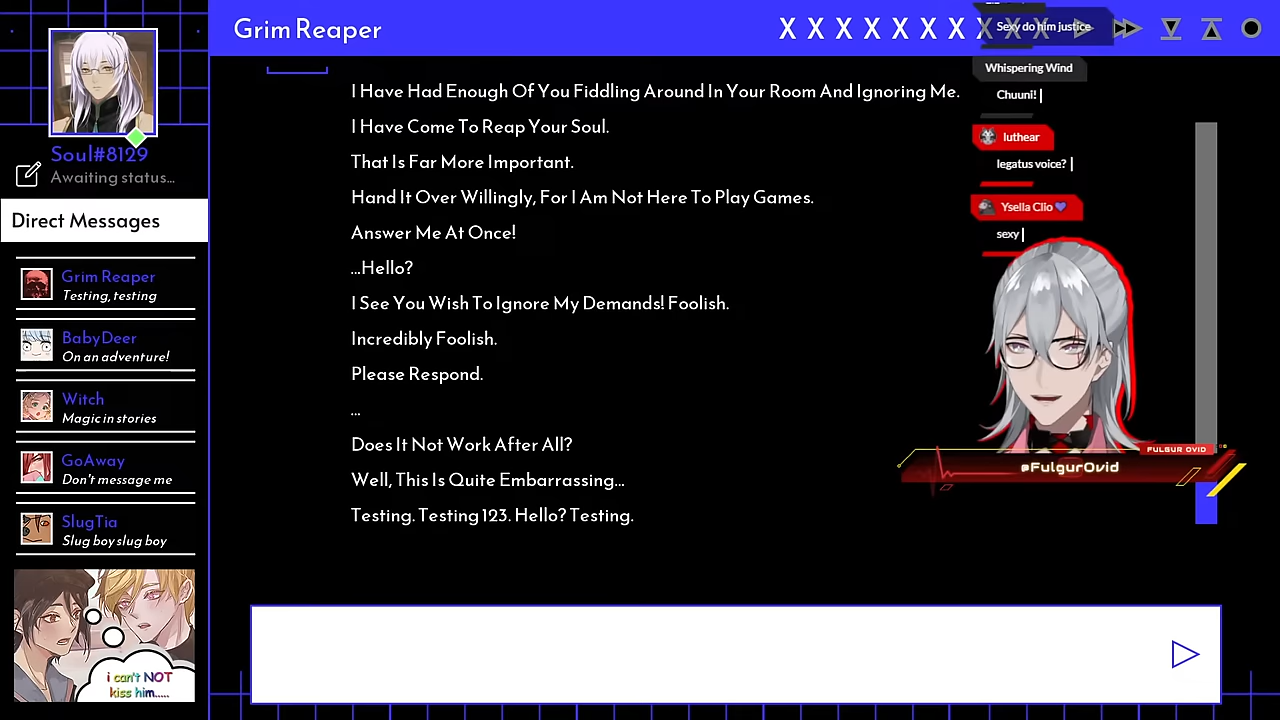 Soul#8129
Awaiting status...
Direct Messages
Grim Reaper
Testing, testing
BabyDeer
On an adventure!
Witch
Magic in stories
GoAway
Don't message me
SlugTia
Slug boy slug boy
i can't NOT
kiss him.....
Grim Reaper
X X X X X X X X X X
I Have Had Enough Of You Fiddling Around In Your Room And Ignoring Me.
I Have Come To Reap Your Soul.
That Is Far More Important.
Hand It Over Willingly, For I Am Not Here To Play Games.
Answer Me At Once!
...Hello?
I See You Wish To Ignore My Demands! Foolish.
Incredibly Foolish.
Please Respond.
...
Does It Not Work After All?
Well, This Is Quite Embarrassing...
Testing. Testing 123. Hello? Testing.
Sexy do him justice
Whispering Wind
Chuuni!
luthear
legatus voice?
Ysella Clio
sexy
FULGUR OVID
@FulgurOvid